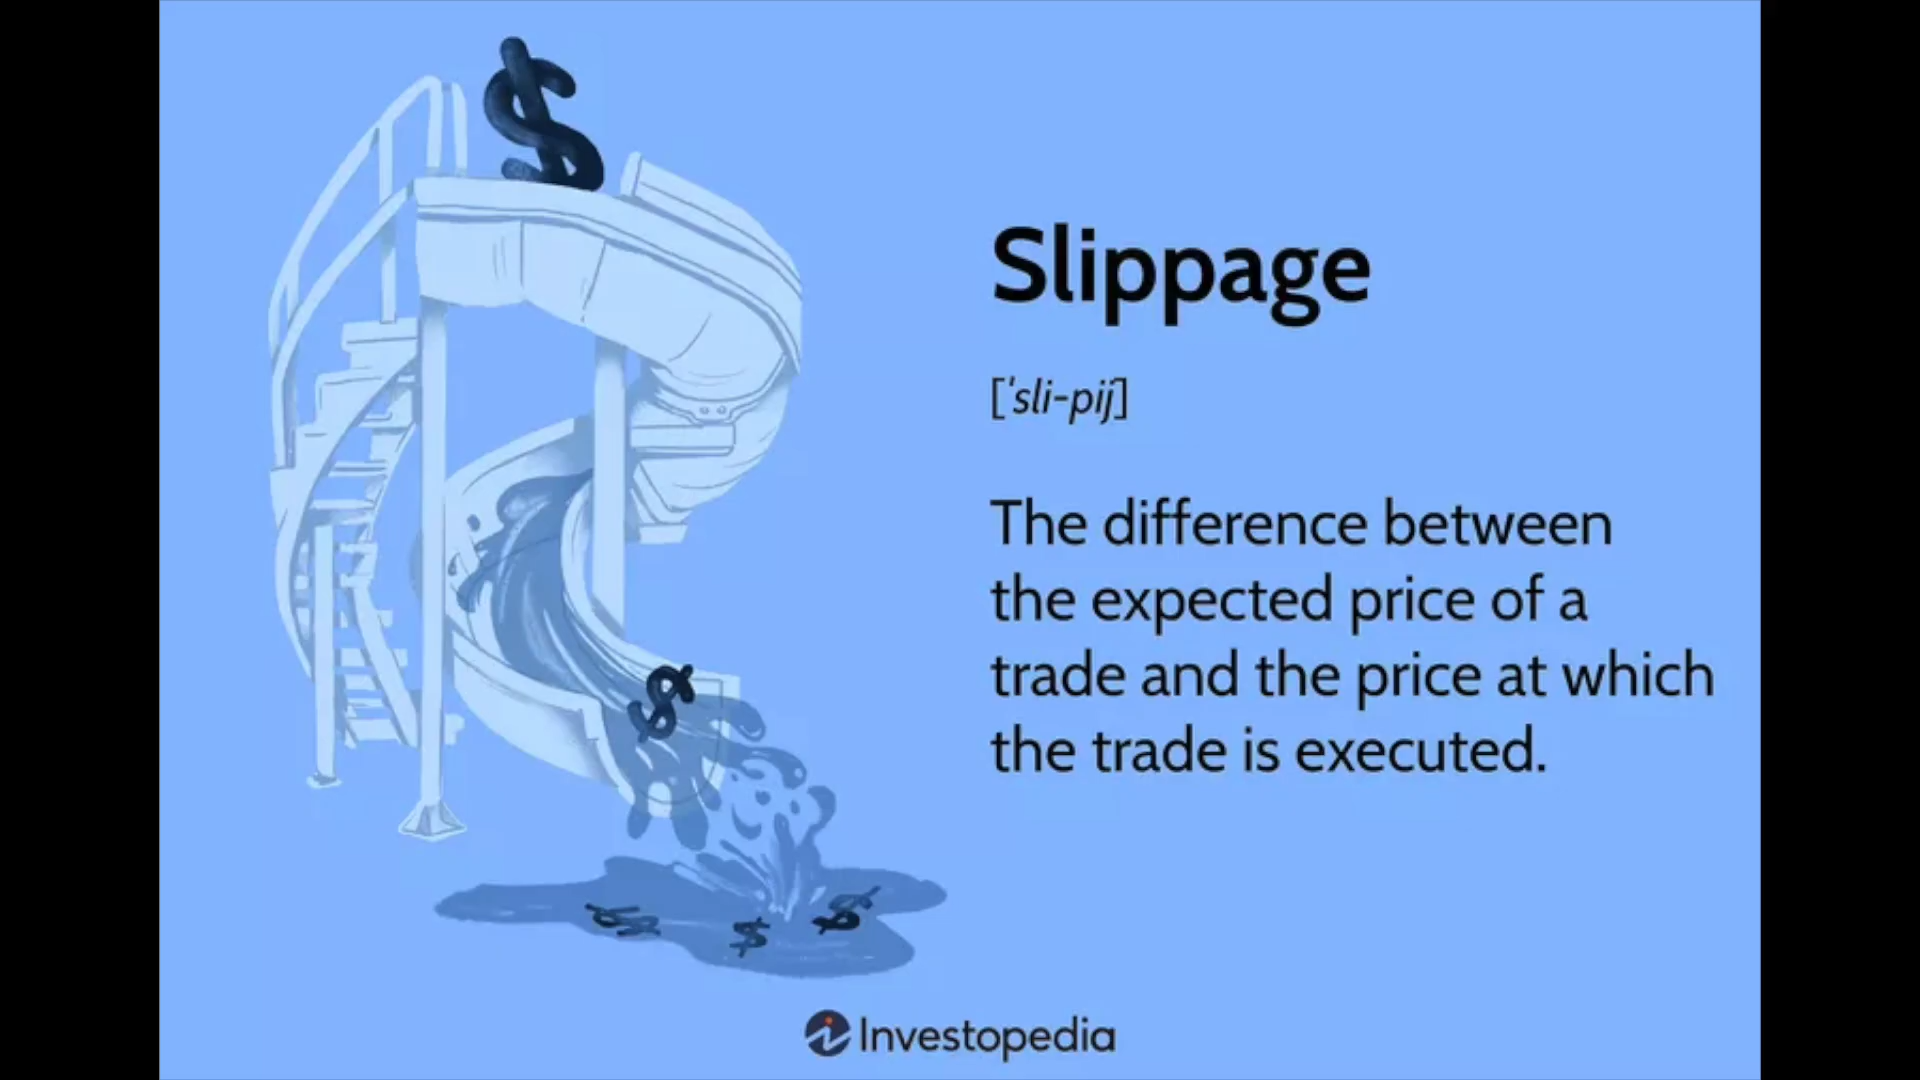 $
Slippage
['sli-pij]
The difference between
the expected price of a
trade and the price at which
the trade is executed.
$
$ $ $ $
Investopedia